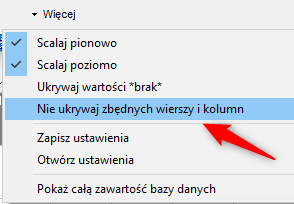 Więcej
Scalaj pionowo
Scalaj poziomo
Ukrywaj wartości *brak*
Nie ukrywaj zbędnych wierszy i kolumn
Zapisz ustawienia
Otwórz ustawienia
Pokaż całą zawartość bazy danych